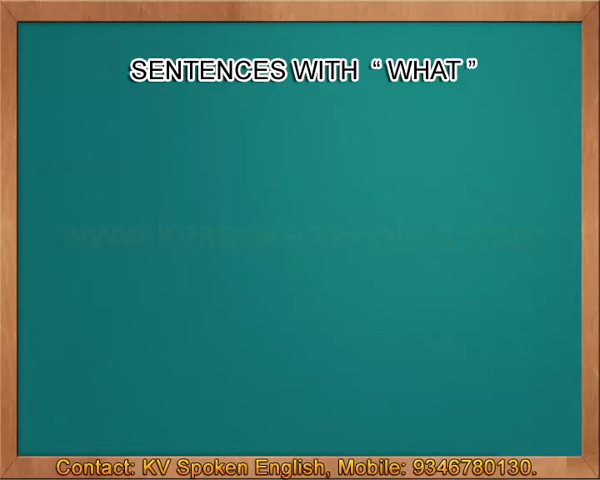 SENTENCES WITH “ WHAT ”
Contact: KV Spoken English, Mobile: 9346780130.